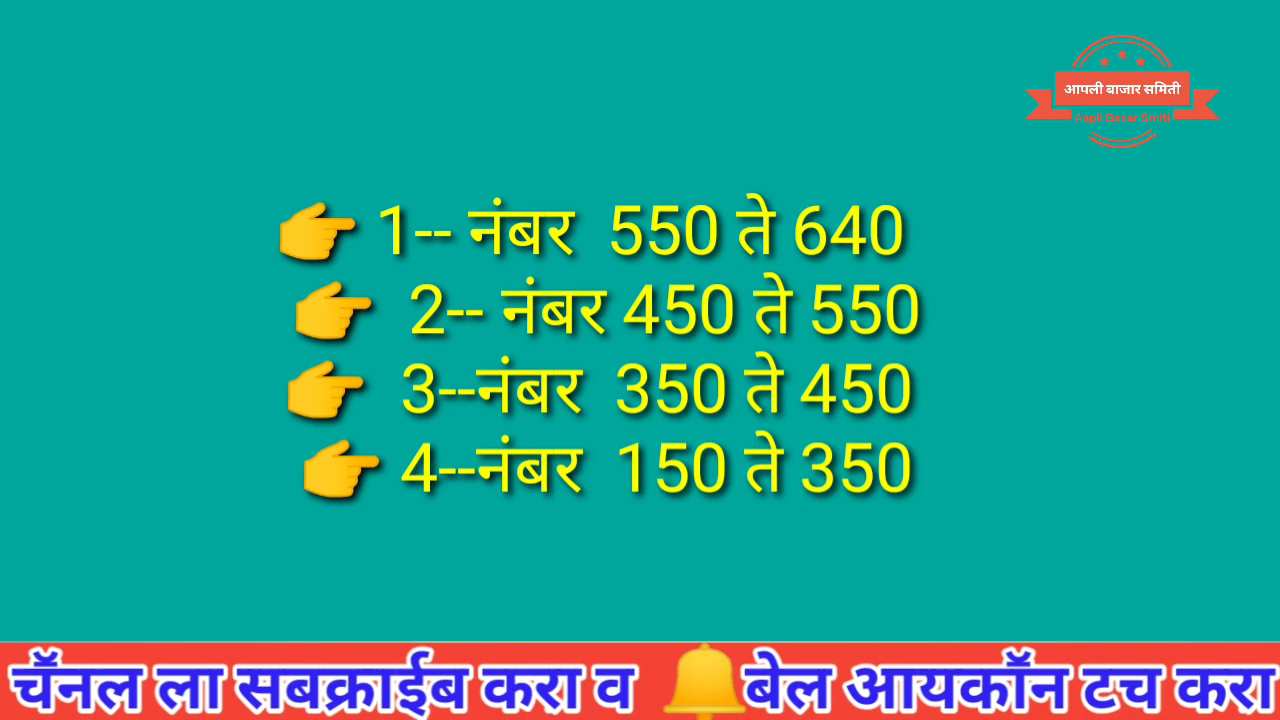 आपली बाजार समिती
Aapli Bazar Smiti
👉 1-- नंबर 550 ते 640
👉 2-- नंबर 450 ते 550
👉 3--नंबर 350 ते 450
👉 4--नंबर 150 ते 350
चॅनल ला सबक्राईब करा व 🔔बेल आयकॉन टच करा